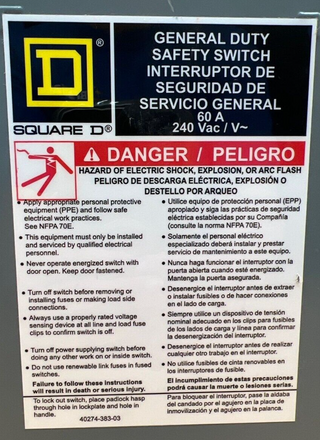 GENERAL DUTY
SAFETY SWITCH
INTERRUPTOR DE
SEGURIDAD DE
SERVICIO GENERAL
60 A
240 Vac / V~
D
®
SQUARE D®
DANGER / PELIGRO
HAZARD OF ELECTRIC SHOCK, EXPLOSION, OR ARC FLASH
PELIGRO DE DESCARGA ELÉCTRICA, EXPLOSIÓN O
DESTELLO POR ARQUEO
• Apply appropriate personal protective
equipment (PPE) and follow safe
electrical work practices.
See NFPA 70E.
• This equipment must only be installed
and serviced by qualified electrical
personnel.
• Never operate energized switch with
door open. Keep door fastened.
• Turn off switch before removing or
installing fuses or making load side
connections.
• Always use a properly rated voltage
sensing device at all line and load fuse
clips to confirm switch is off.
• Turn off power supplying switch before
doing any other work on or inside switch.
• Do not use renewable link fuses in fused
switches.
Failure to follow these instructions
will result in death or serious injury.
To lock out switch, place padlock hasp
through hole in lockplate and hole in
handle.
• Utilice equipo de protección personal (EPP)
apropiado y siga las prácticas de seguridad
eléctrica establecidas por su Compañía
(consulte la norma NFPA 70E).
• Solamente el personal eléctrico
especializado deberá instalar y prestar
servicio de mantenimiento a este equipo.
• Nunca haga funcionar el interruptor con la
puerta abierta cuando esté energizado.
Mantenga la puerta asegurada.
• Desenergice el interruptor antes de extraer
o instalar fusibles o de hacer conexiones
en el lado de carga.
• Siempre utilice un dispositivo de tensión
nominal adecuado en los clips para fusibles
de los lados de carga y línea para confirmar
la desenergización del interruptor.
• Desenergice el interruptor antes de realizar
cualquier otro trabajo en el interruptor.
• No utilice fusibles de cinta renovables en
los interruptores de fusible.
El incumplimiento de estas precauciones
podrá causar la muerte o lesiones serias.
Para bloquear el interruptor, pase la aldaba
del candado por el agujero en la placa de
inmovilización y el agujero en la palanca.
40274-383-03